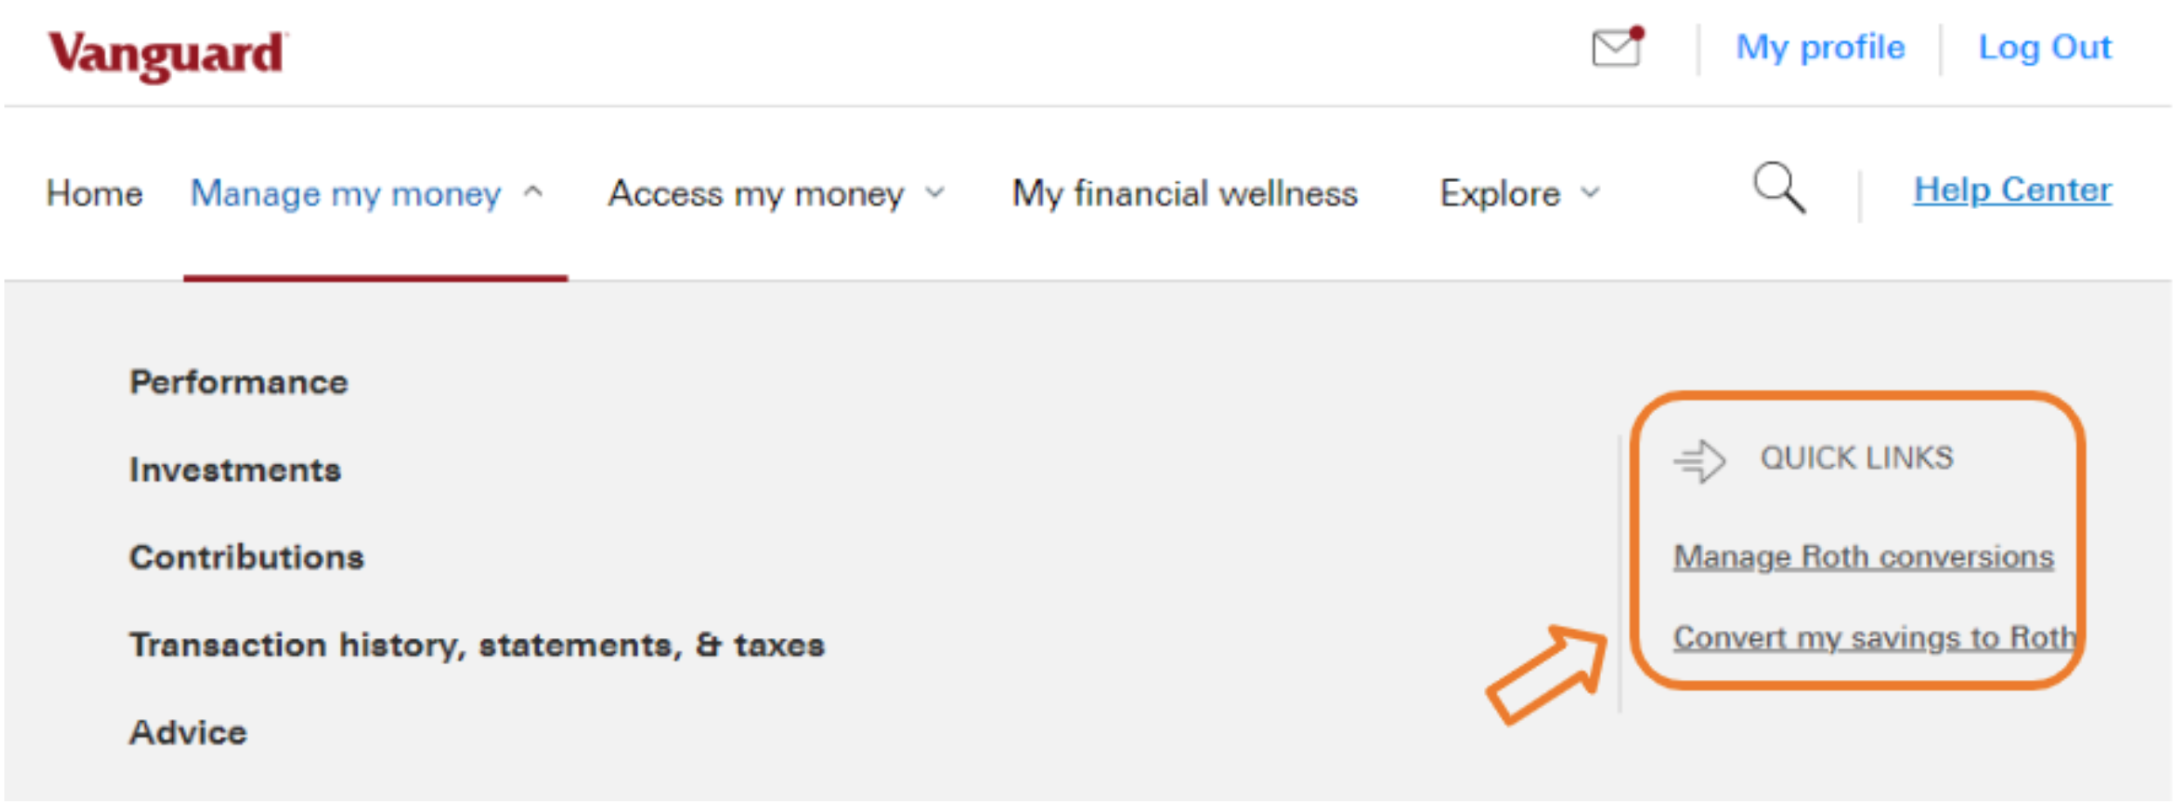 Vanguard
My profile
Log Out
Home
Manage my money
Access my money
My financial wellness
Explore
Help Center
Performance
Investments
Contributions
Transaction history, statements, & taxes
Advice
QUICK LINKS
Manage Roth conversions
Convert my savings to Roth